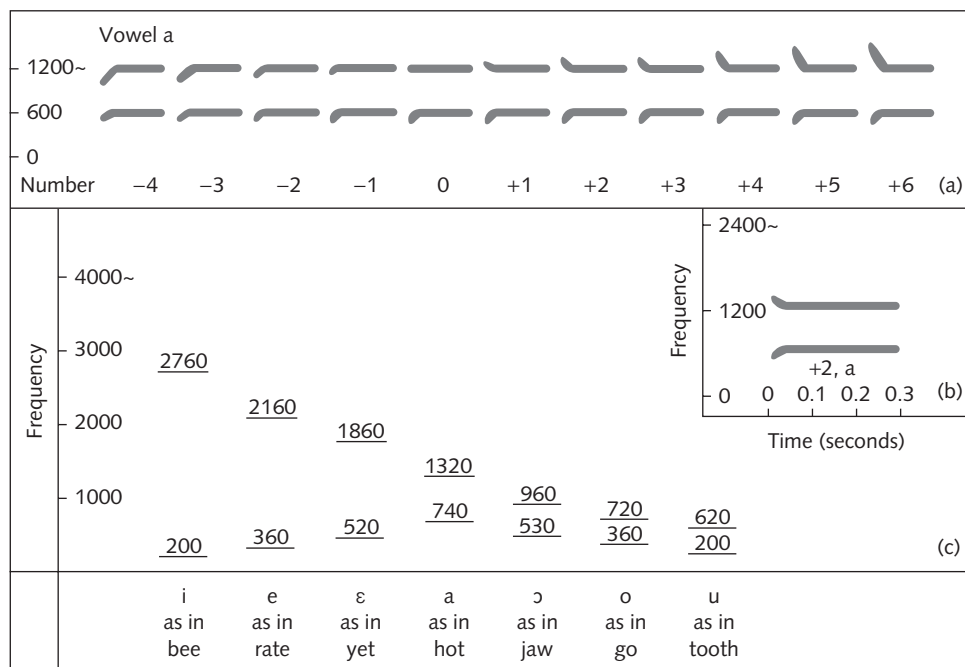 Vowel a
1200~
600
0
Number −4 −3 −2 −1 0 +1 +2 +3 +4 +5 +6 (a)
Frequency
4000~
3000
2000
1000
2760
2160
1860
1320
960
720
620
200
360
520
740
530
360
200
(c)
Frequency
2400~
1200
0
+2, a
0 0.1 0.2 0.3
(b)
Time (seconds)
i e ε a ɔ o u
as in as in as in as in as in as in as in
bee rate yet hot jaw go tooth